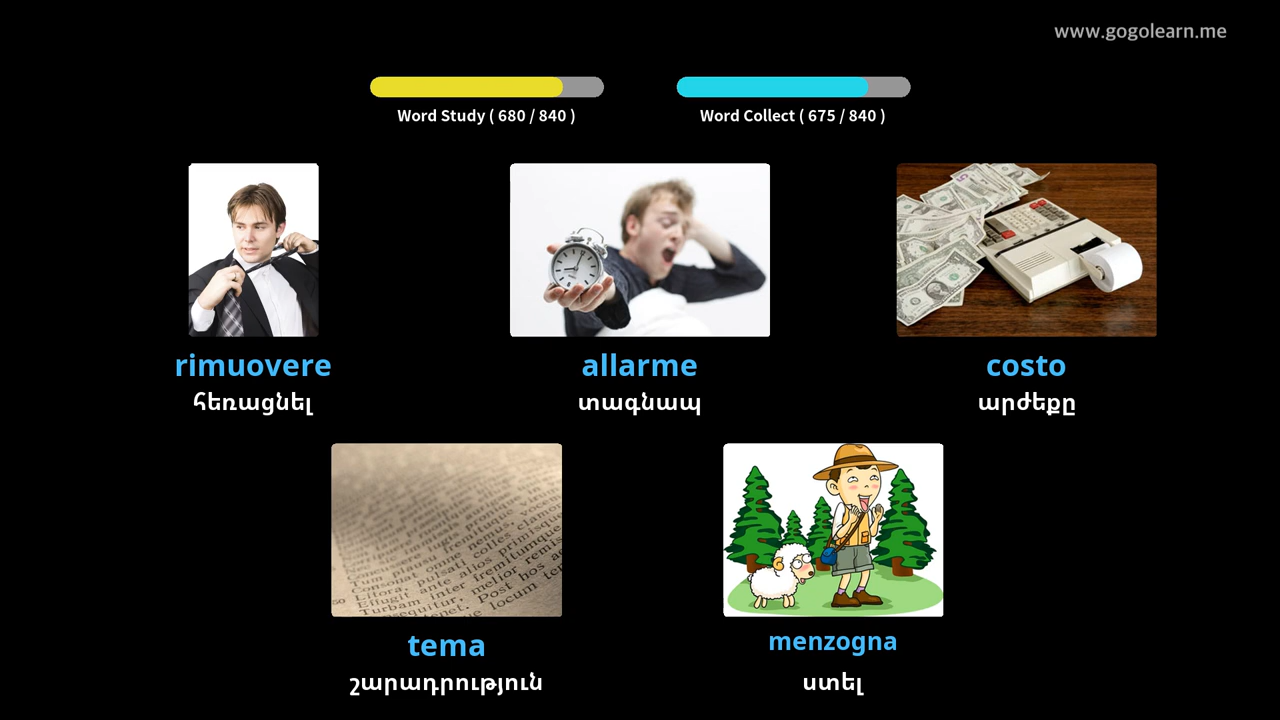 www.gogolearn.me
Word Study ( 680 / 840 )
Word Collect ( 675 / 840 )
rimuovere
հեռացնել
allarme
տագնապ
costo
արժեքը
tema
շարադրություն
menzogna
ստել